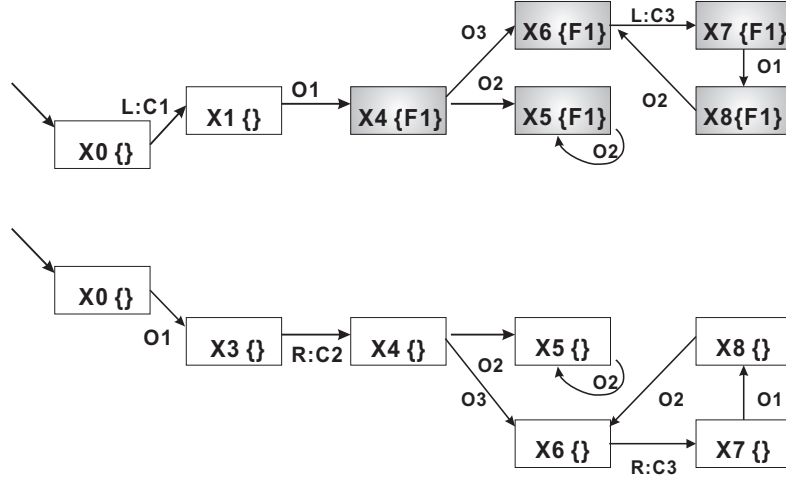 X6 {F1}
L:C3
X7 {F1}
O3
O1
L:C1
X1 {}
O1
X4 {F1}
O2
X5 {F1}
O2
X8{F1}
X0 {}
O2
X0 {}
O1
X3 {}
R:C2
X4 {}
O2
X5 {}
O2
X8 {}
O3
O2
O1
X6 {}
R:C3
X7 {}